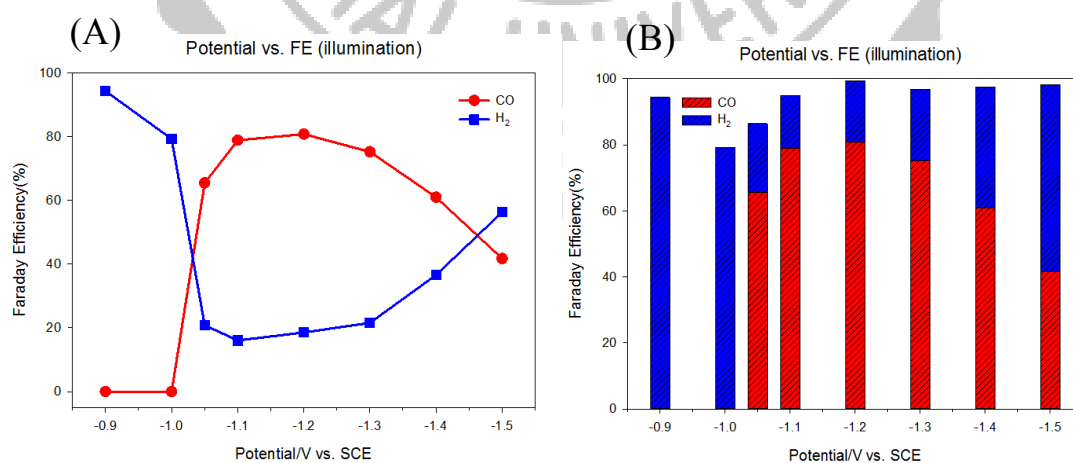 (A)
Potential vs. FE (illumination)
CO
H₂
100
80
60
40
20
0
Faraday Efficiency(%)
-0.9 -1.0 -1.1 -1.2 -1.3 -1.4 -1.5
Potential/V vs. SCE
(B)
Potential vs. FE (illumination)
CO
H₂
100
80
60
40
20
0
Faraday Efficiency(%)
-0.9 -1.0 -1.1 -1.2 -1.3 -1.4 -1.5
Potential/V vs. SCE